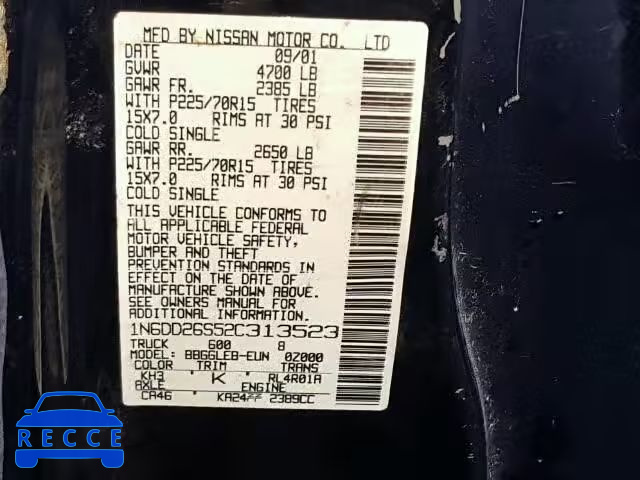 MFD BY NISSAN MOTOR CO. LTD
DATE 09/01
GVWR 4700 LB
GAWR FR. 2385 LB
WITH P225/70R15 TIRES
15X7.0 RIMS AT 30 PSI
COLD SINGLE
GAWR RR. 2650 LB
WITH P225/70R15 TIRES
15X7.0 RIMS AT 30 PSI
COLD SINGLE
THIS VEHICLE CONFORMS TO
ALL APPLICABLE FEDERAL
MOTOR VEHICLE SAFETY,
BUMPER AND THEFT
PREVENTION STANDARDS IN
EFFECT ON THE DATE OF
MANUFACTURE SHOWN ABOVE.
SEE OWNERS MANUAL FOR
ADDITIONAL INFORMATION.
1N6DD26S52C313523
TRUCK 600 8
MODEL: BBGGLEB-EUN 0Z000
COLOR TRIM TRANS
KH3 K RL4R01A
AXLE ENGINE
CA46 2389CC
RECCE